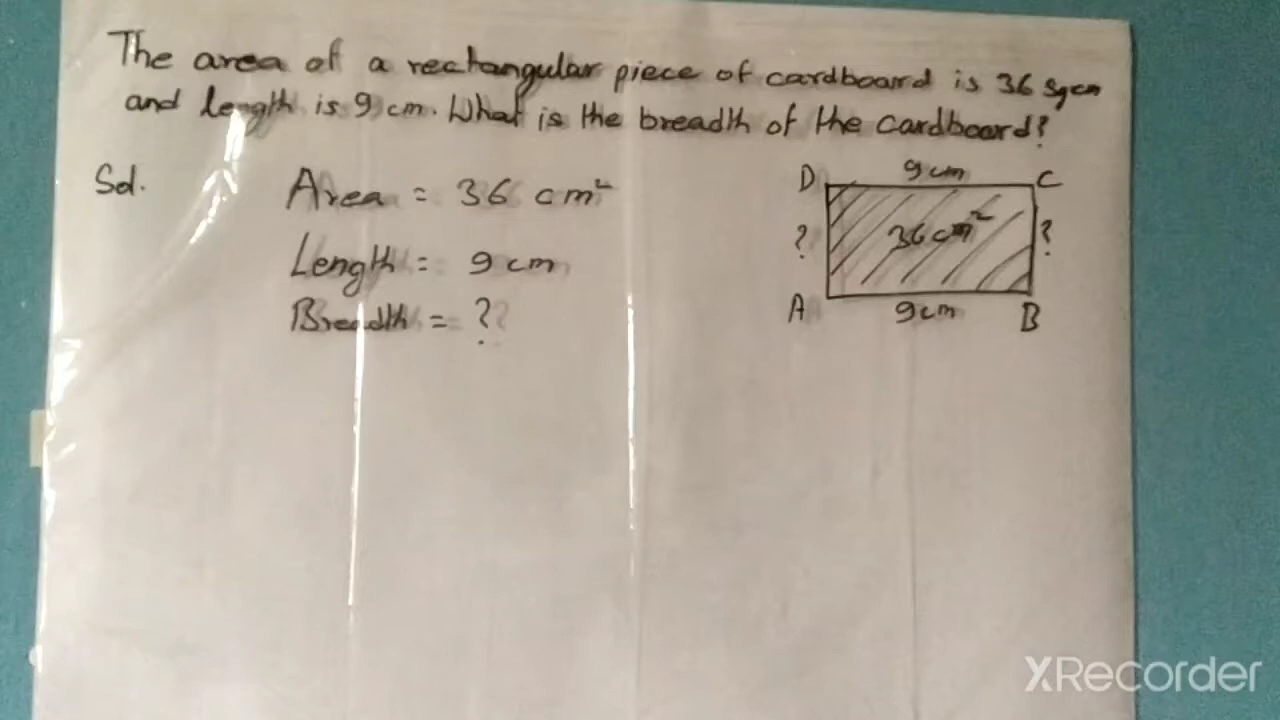 The area of a rectangular piece of cardboard is 36 sqcm
and length is 9 cm. What is the breadth of the cardboard?
Sol.
Area = 36 cm²
Length = 9 cm
Breadth = ?
D 9 cm C
? 36 cm² ?
A 9 cm B
XRecorder